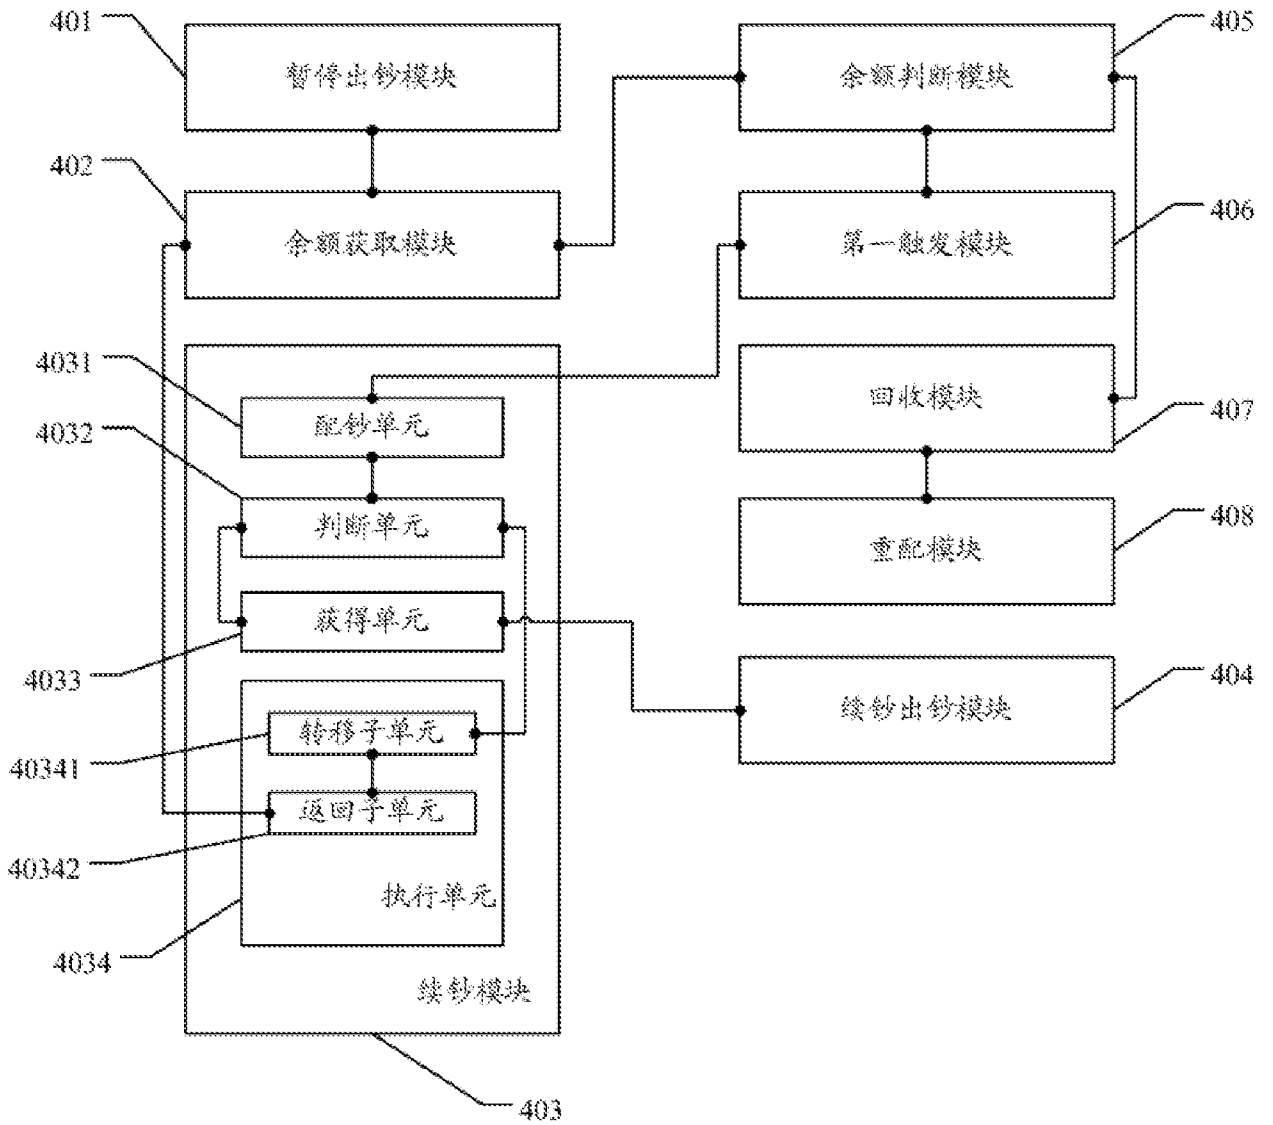 401
暂停出钞模块
余额判断模块
405
402
余额获取模块
第一触发模块
406
4031
配钞单元
回收模块
407
4032
判断单元
重配模块
408
获得单元
4033
续钞出钞模块
404
转移子单元
40341
返回子单元
40342
执行单元
4034
续钞模块
403